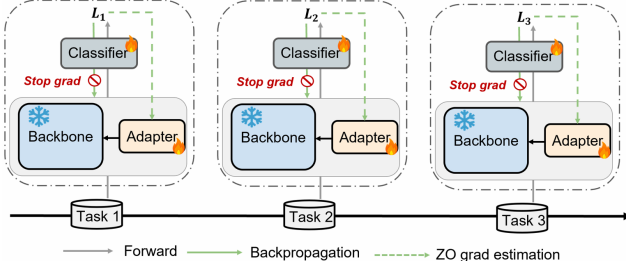 L1
Classifier
Stop grad
Backbone
Adapter
Task 1
L2
Classifier
Stop grad
Backbone
Adapter
Task 2
L3
Classifier
Stop grad
Backbone
Adapter
Task 3
Forward
Backpropagation
ZO grad estimation